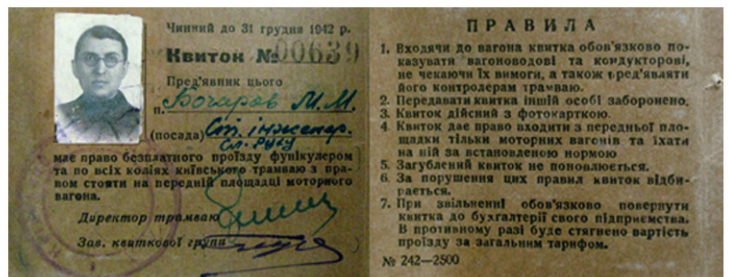 Чинний до 31 грудня 1942 р.
Квиток № 00639
Пред'явник цього
п. Бочаров М. М.
(посада) Ст. інженер.
Сл. Руху
має право безплатного проїзду фунікулером
та по всіх коліях київського трамваю з пра-
вом стояти на передній площадці моторного
вагона.
Директор трамваю
Зав. квиткової групи
ПРАВИЛА
1. Входячи до вагона квитка обов'язково по-
казувати вагоноводові та кондукторові,
не чекаючи їх вимоги, а також пред'являти
його контролерам трамваю.
2. Передавати квитка іншій особі заборонено.
3. Квиток дійсний з фотокарткою.
4. Квиток дає право входити з передньої пло-
щадки тільки моторних вагонів та їхати
на ній за встановленою нормою
5. Загублений квиток не поновлюється.
6. За порушення цих правил квиток відби-
рається.
7. При звільненні обов'язково повернути
квитка до бухгалтерії свого підприємства.
В противному разі буде стягнено вартість
проїзду за загальним тарифом.
№ 242—2500